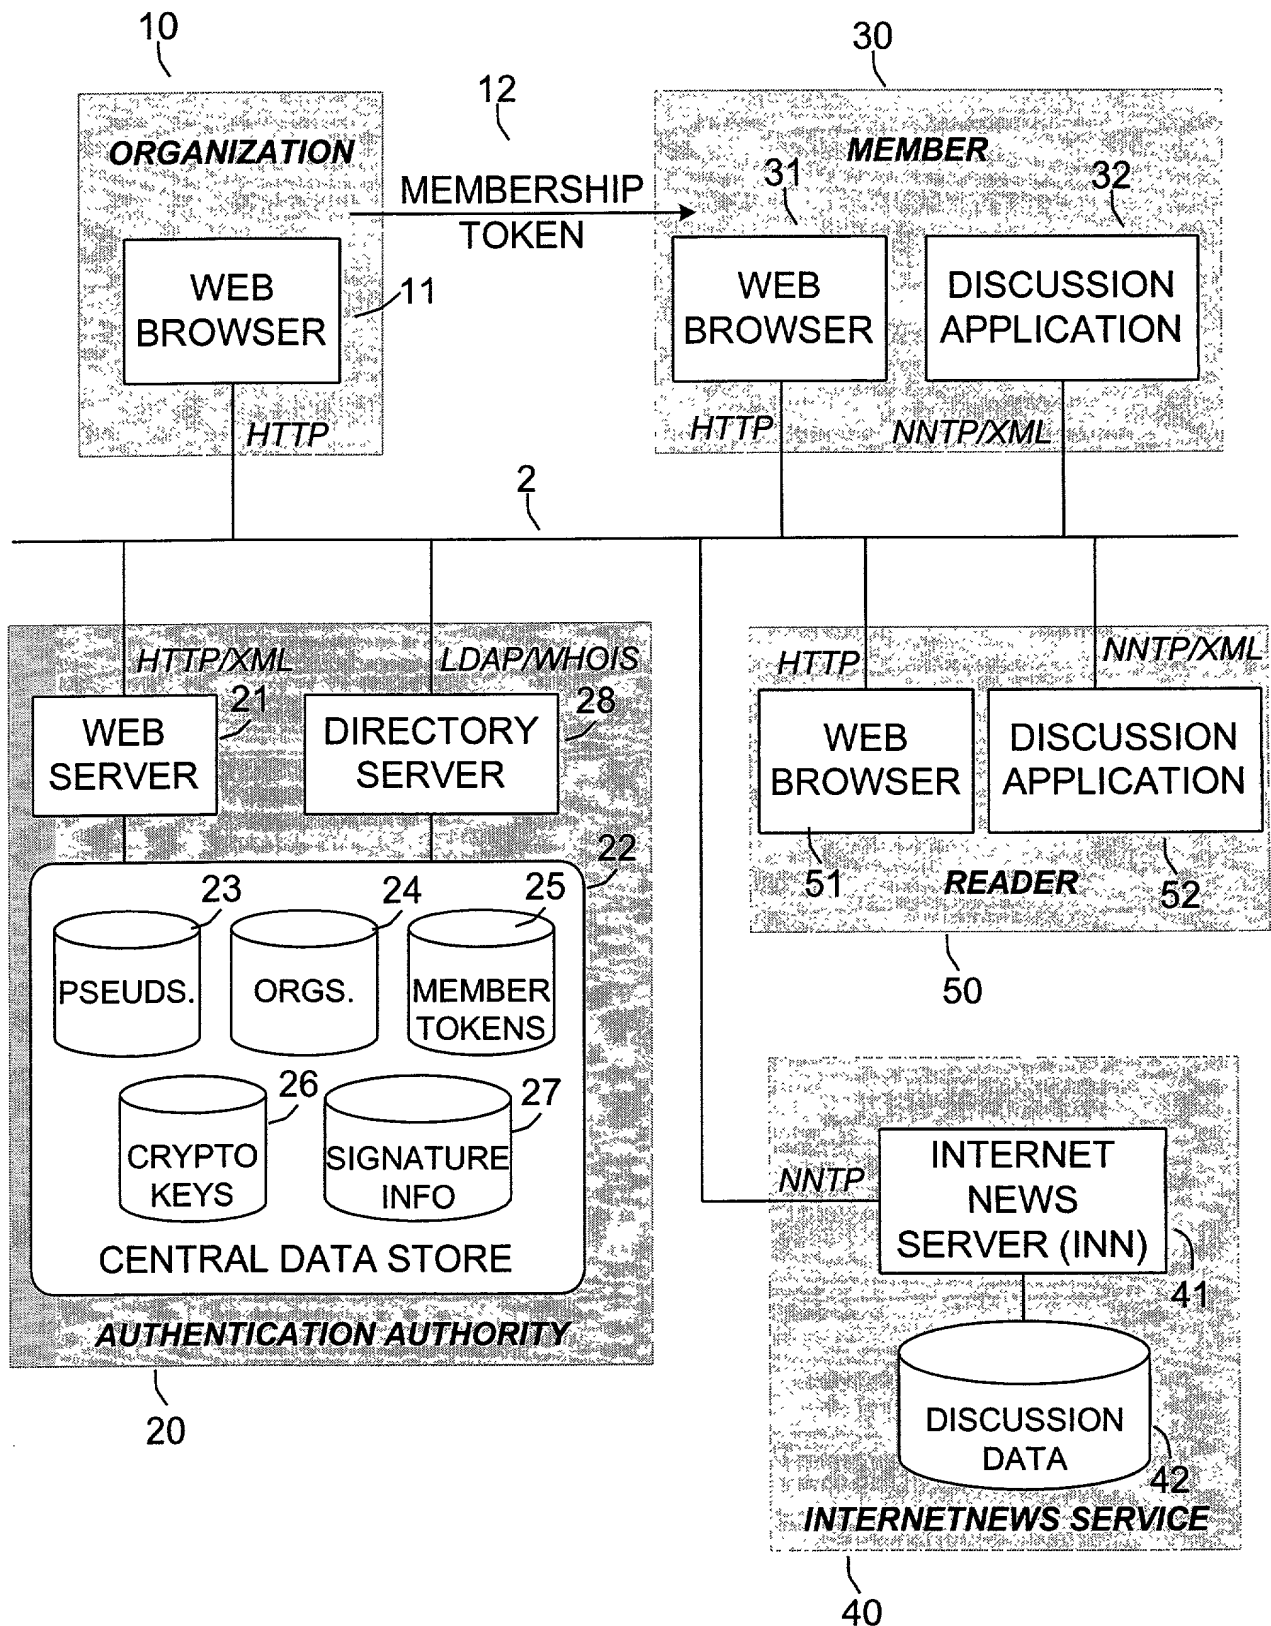 10
30
12
ORGANIZATION
MEMBERSHIP
TOKEN
MEMBER
31
32
WEB
BROWSER
11
WEB
BROWSER
DISCUSSION
APPLICATION
HTTP
HTTP
NNTP/XML
2
HTTP/XML
LDAP/WHOIS
HTTP
NNTP/XML
21
28
WEB
SERVER
DIRECTORY
SERVER
WEB
BROWSER
DISCUSSION
APPLICATION
22
51
READER
52
50
23
24
25
PSEUDS.
ORGS.
MEMBER
TOKENS
26
27
CRYPTO
KEYS
SIGNATURE
INFO
CENTRAL DATA STORE
AUTHENTICATION AUTHORITY
20
NNTP
INTERNET
NEWS
SERVER (INN)
41
DISCUSSION
DATA
42
INTERNETNEWS SERVICE
40